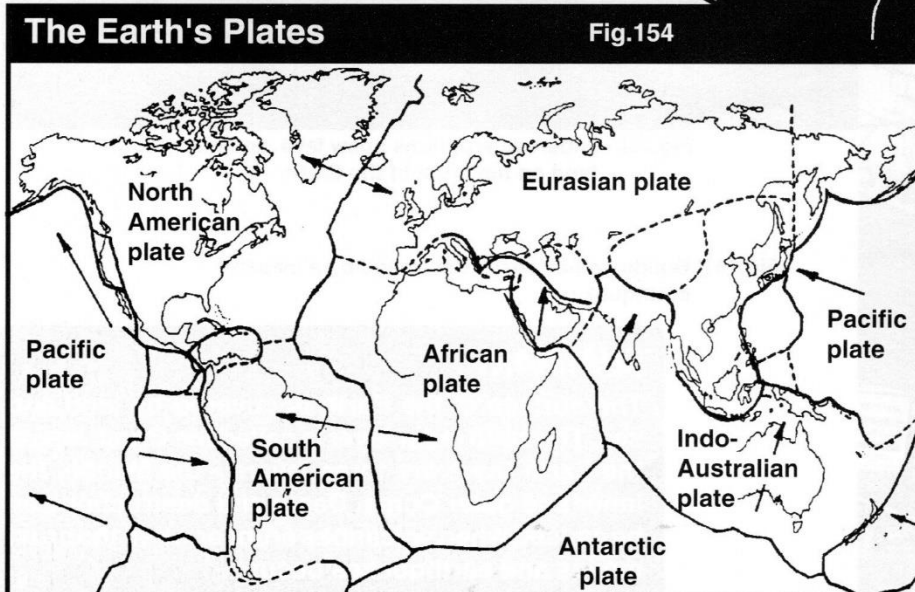 The Earth's Plates
Fig.154
North
American
plate
Eurasian plate
Pacific
plate
African
plate
Pacific
plate
South
American
plate
Indo-
Australian
plate
Antarctic
plate